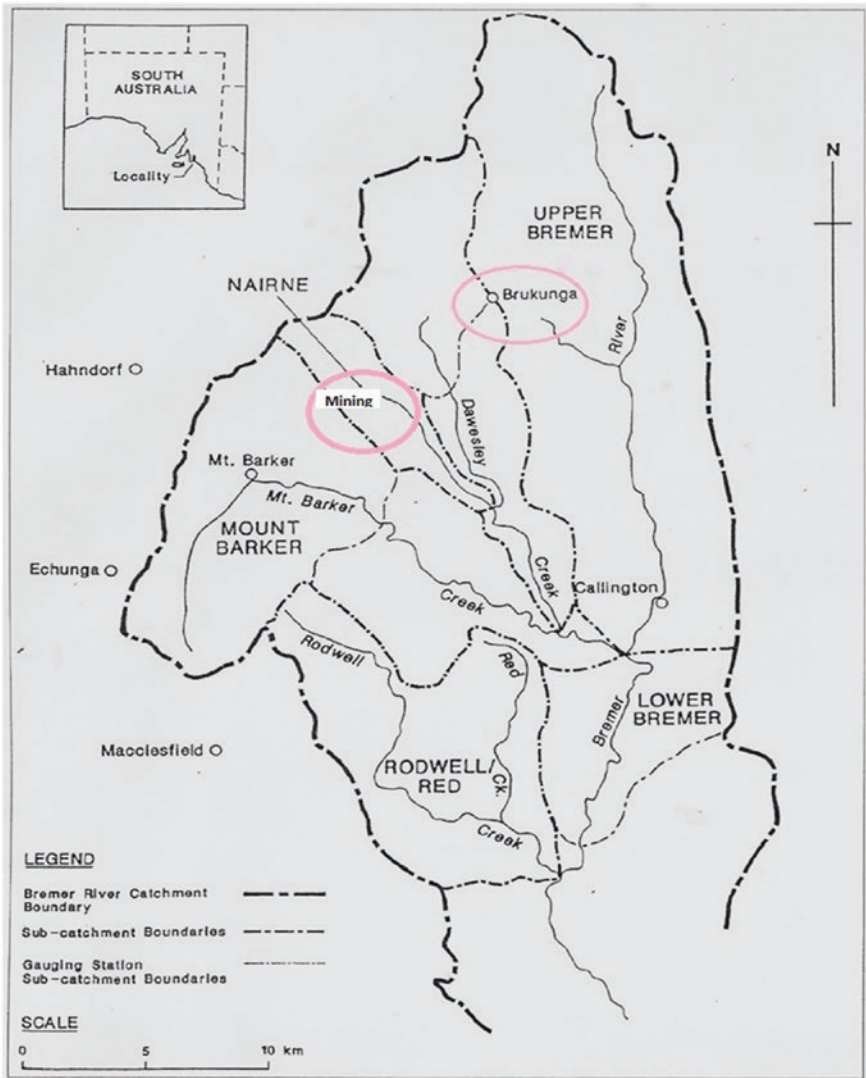 SOUTH
AUSTRALIA
Locality
N
UPPER
BREMER
NAIRNE
Brukunga
River
Hahndorf
Mining
Dawesley
Mt. Barker
Mt. Barker
MOUNT
BARKER
Echunga
Creek
Callington
Creek
Rodwell
Red
LOWER
BREMER
Bremer
Macclesfield
RODWELL/
RED
Ck.
Creek
LEGEND
Bremer River Catchment
Boundary
Sub-catchment Boundaries
Gauging Station
Sub-catchment Boundaries
SCALE
0 5 10 km